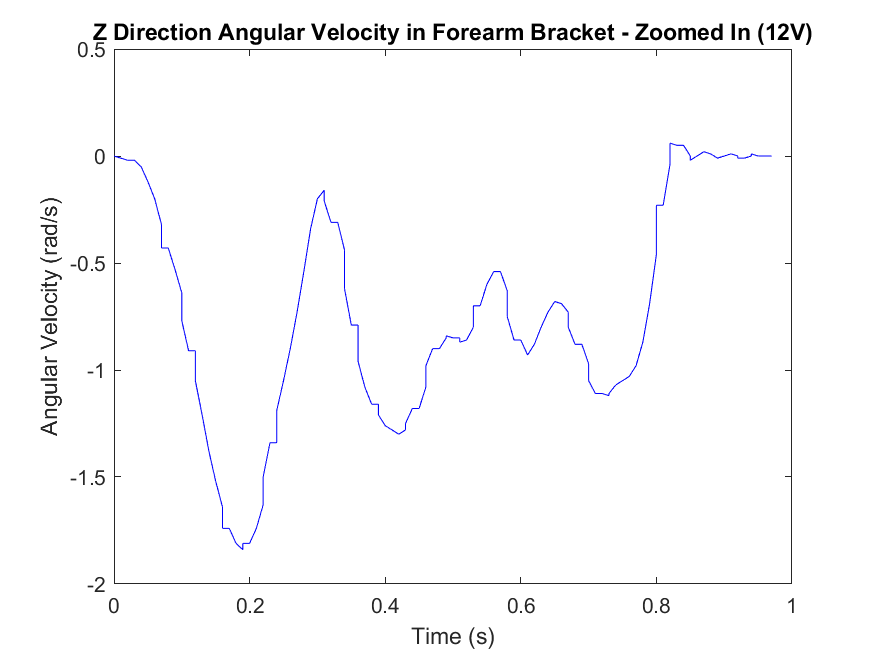 Z Direction Angular Velocity in Forearm Bracket - Zoomed In (12V)
0.5
0
-0.5
-1
-1.5
-2
Angular Velocity (rad/s)
0 0.2 0.4 0.6 0.8 1
Time (s)